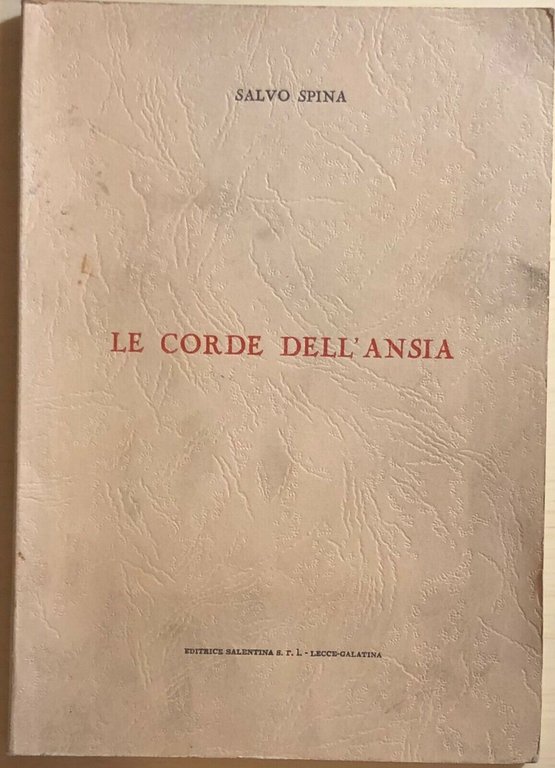 SALVO SPINA
LE CORDE DELL'ANSIA
EDITRICE SALENTINA s. r. l. - LECCE-GALATINA